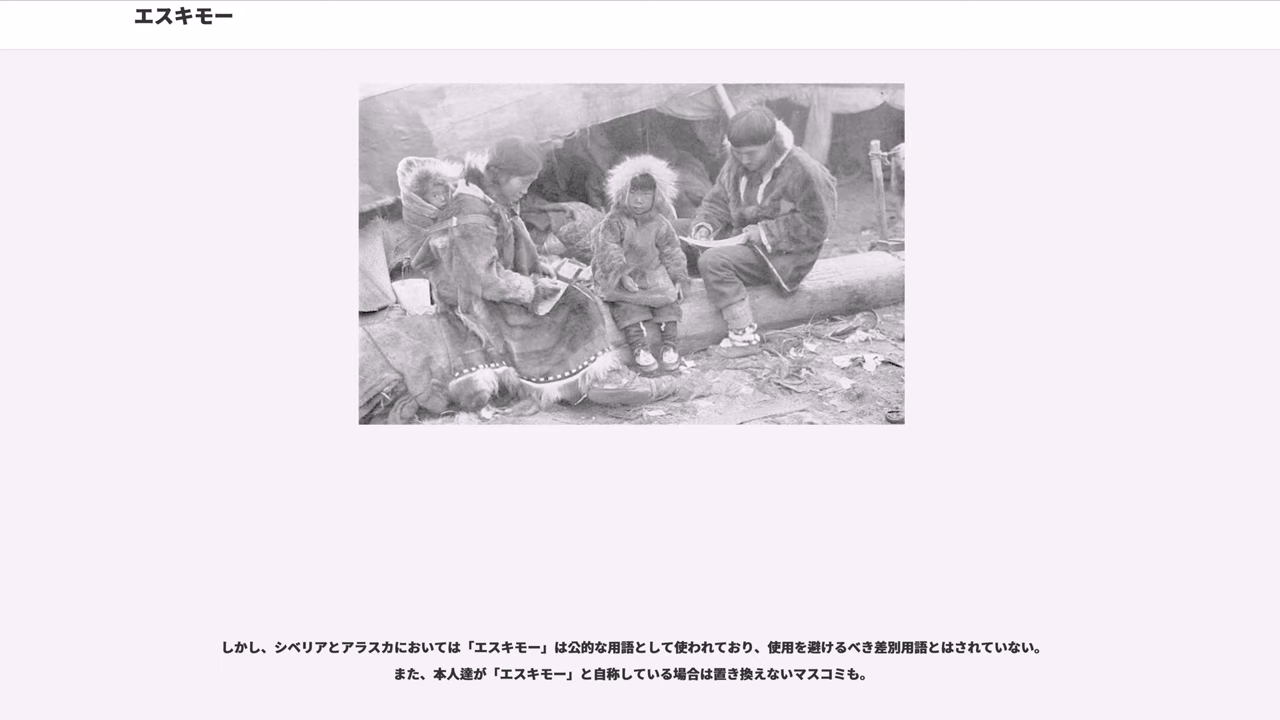 エスキモー
しかし、シベリアとアラスカにおいては「エスキモー」は公的な用語として使われており、使用を避けるべき差別用語とはされていない。
また、本人達が「エスキモー」と自称している場合は置き換えないマスコミも。